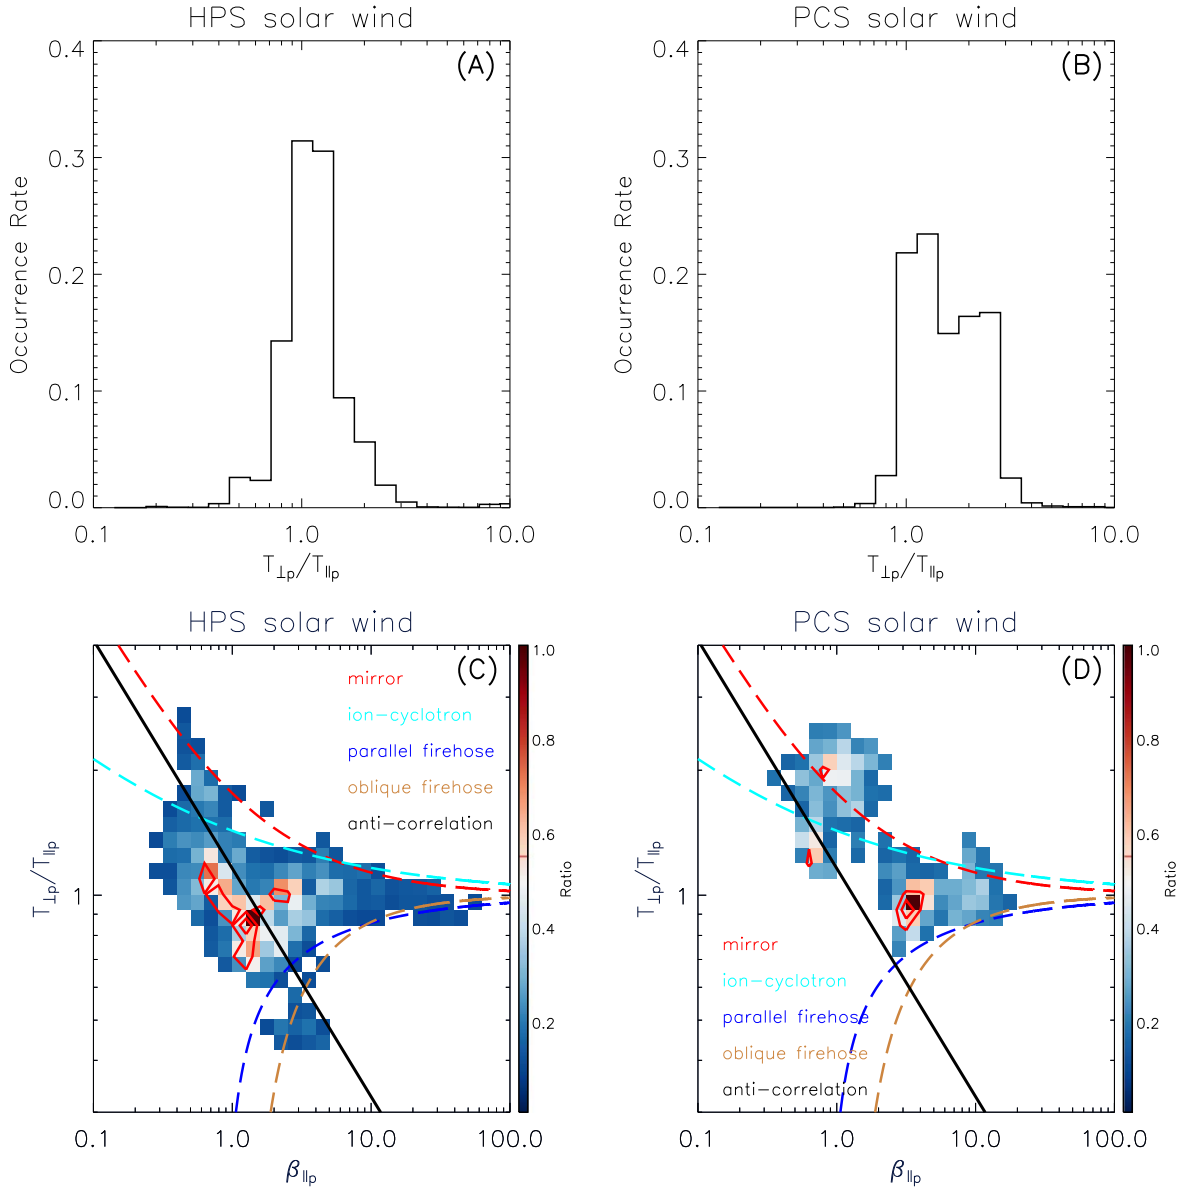 HPS solar wind
(A)
0.4
0.3
0.2
0.1
0.0
Occurrence Rate
0.1
1.0
10.0
T⊥p/T∥p
PCS solar wind
(B)
0.4
0.3
0.2
0.1
0.0
Occurrence Rate
0.1
1.0
10.0
T⊥p/T∥p
HPS solar wind
(C)
mirror
ion−cyclotron
parallel firehose
oblique firehose
anti-correlation
2
1
T⊥p/T∥p
0.1
1.0
10.0
100.0
β∥p
1.0
0.8
0.6
0.4
0.2
Ratio
PCS solar wind
(D)
mirror
ion−cyclotron
parallel firehose
oblique firehose
anti-correlation
2
1
T⊥p/T∥p
0.1
1.0
10.0
100.0
β∥p
1.0
0.8
0.6
0.4
0.2
Ratio